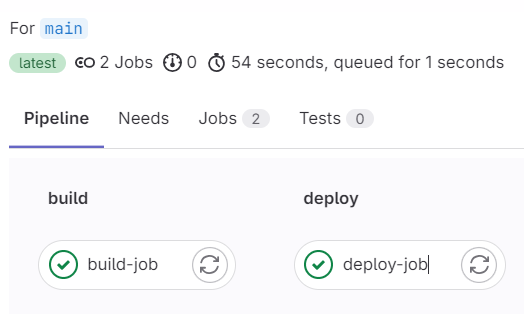 For main
latest 2 Jobs 0 54 seconds, queued for 1 seconds
Pipeline Needs Jobs 2 Tests 0
build deploy
build-job deploy-job